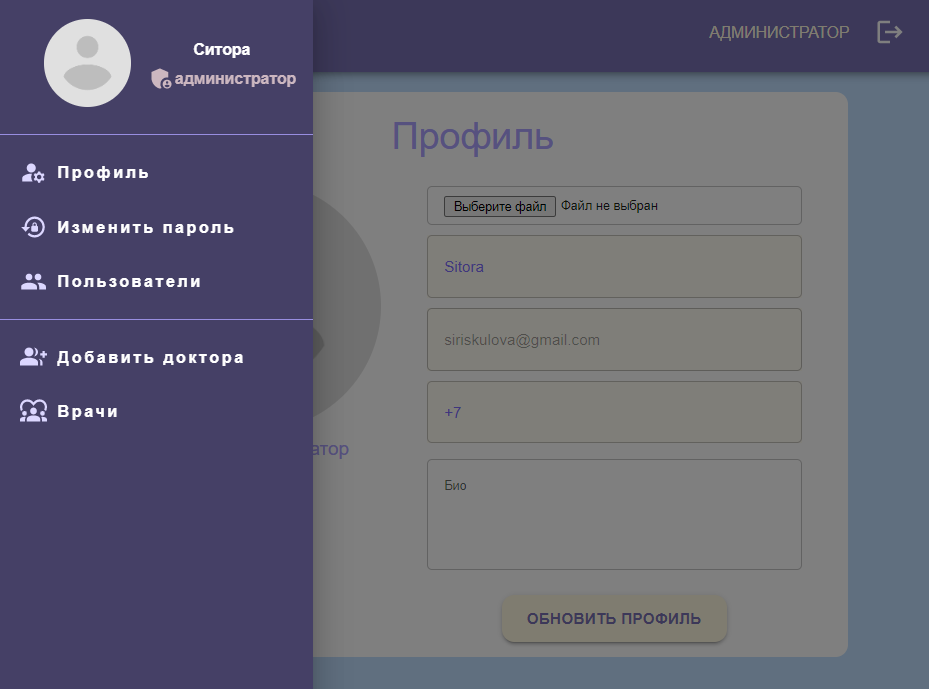 Ситора
администратор
Профиль
Изменить пароль
Пользователи
Добавить доктора
Врачи
АДМИНИСТРАТОР
Профиль
Выберите файл Файл не выбран
Sitora
siriskulova@gmail.com
+7
атор
Био
ОБНОВИТЬ ПРОФИЛЬ